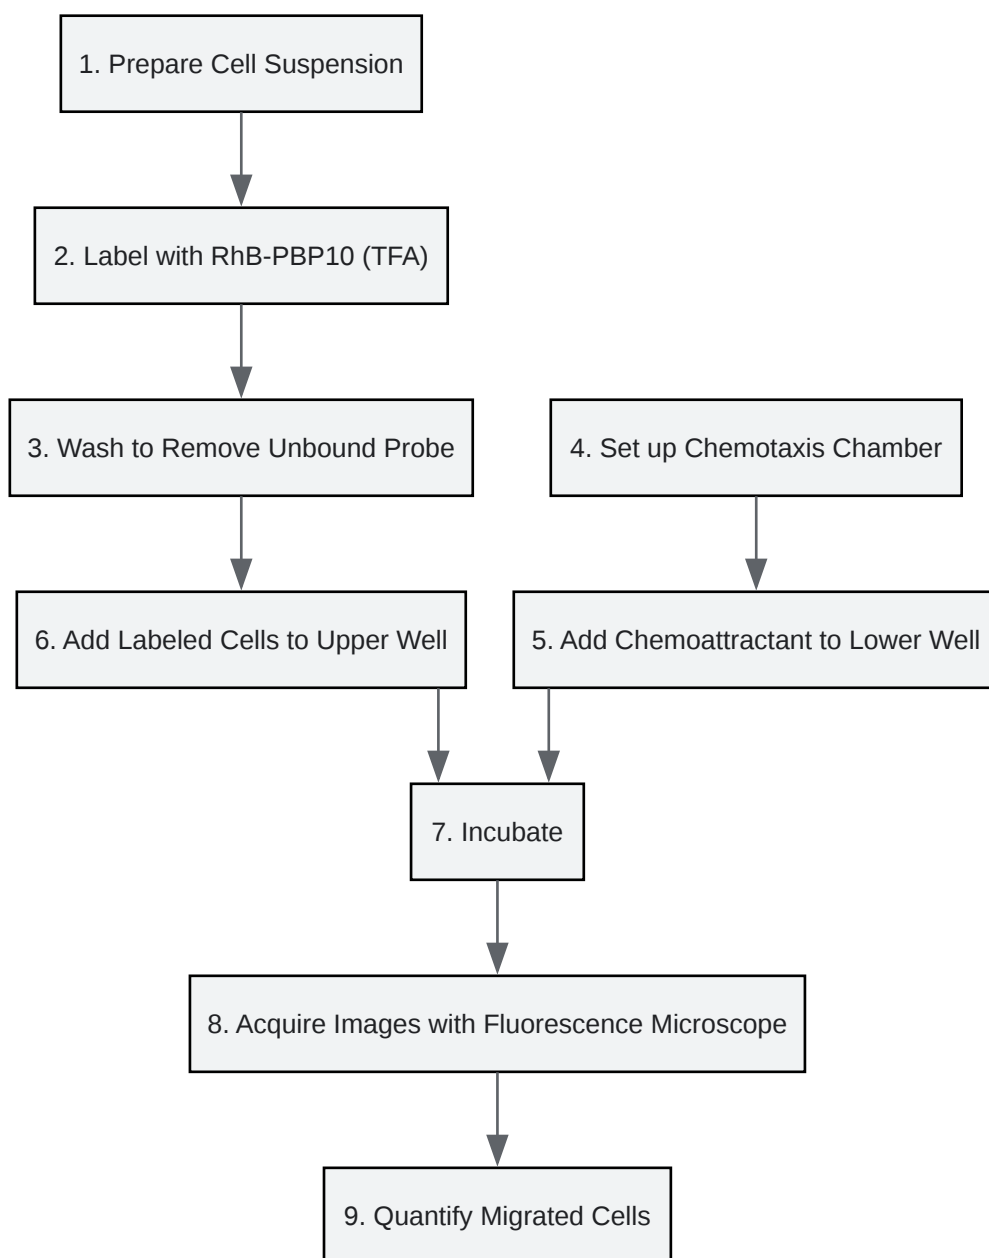 1. Prepare Cell Suspension
2. Label with RhB-PBP10 (TFA)
3. Wash to Remove Unbound Probe
4. Set up Chemotaxis Chamber
6. Add Labeled Cells to Upper Well
5. Add Chemoattractant to Lower Well
7. Incubate
8. Acquire Images with Fluorescence Microscope
9. Quantify Migrated Cells